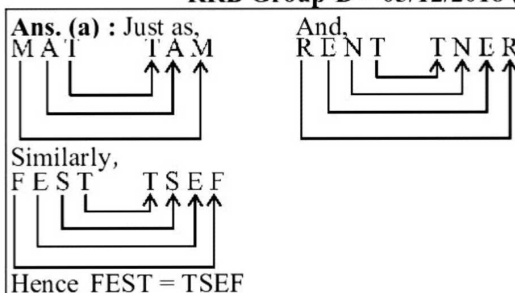 RRB Group-D – 05/12/2018
Ans. (a) : Just as, And,
M A T T A M R E N T T N E R
Similarly,
F E S T T S E F
Hence FEST = TSEF